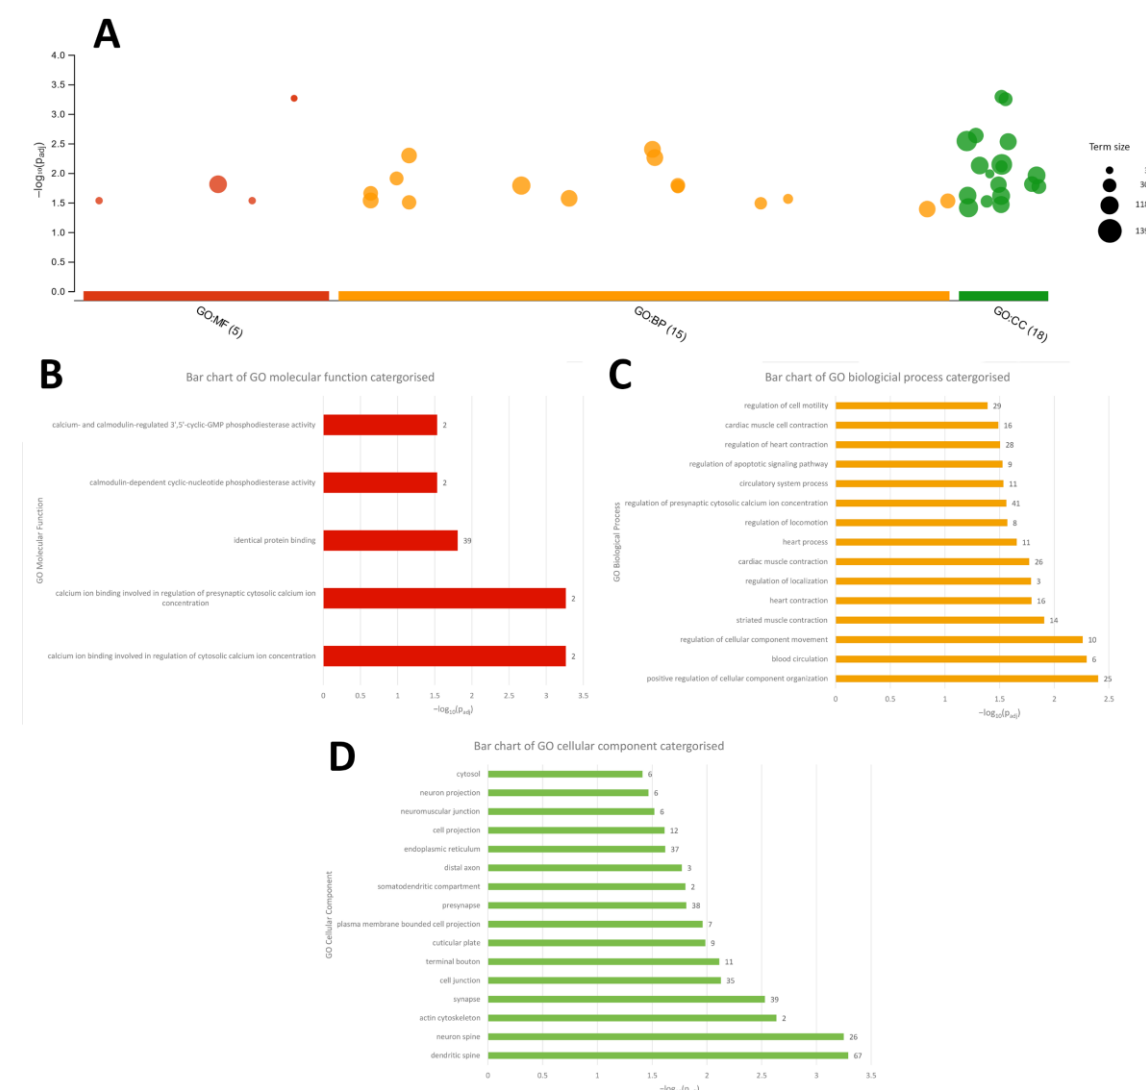 A
4.0
3.5
3.0
2.5
2.0
1.5
1.0
0.5
0.0
−log₁₀(p_adj)
GO:MF (5)
GO:BP (15)
GO:CC (18)
Term size
B
Bar chart of GO molecular function catergorised
GO Molecular Function
calcium- and calmodulin-regulated 3',5'-cyclic-GMP phosphodiesterase activity 2
calmodulin-dependent cyclic-nucleotide phosphodiesterase activity 2
identical protein binding 39
calcium ion binding involved in regulation of presynaptic cytosolic calcium ion
concentration 2
calcium ion binding involved in regulation of cytosolic calcium ion concentration 2
0 0.5 1 1.5 2 2.5 3 3.5
−log₁₀(p_adj)
C
Bar chart of GO biologicial process catergorised
GO Biological Process
regulation of cell motility 29
cardiac muscle cell contraction 16
regulation of heart contraction 28
regulation of apoptotic signaling pathway 9
circulatory system process 11
regulation of presynaptic cytosolic calcium ion concentration 41
regulation of locomotion 8
heart process 11
cardiac muscle contraction 26
regulation of localization 3
heart contraction 16
striated muscle contraction 14
regulation of cellular component movement 10
blood circulation 6
positive regulation of cellular component organization 25
0 0.5 1 1.5 2 2.5
−log₁₀(p_adj)
D
Bar chart of GO cellular component catergorised
GO Cellular Component
cytosol 6
neuron projection 6
neuromuscular junction 6
cell projection 12
endoplasmic reticulum 37
distal axon 3
somatodendritic compartment 2
presynapse 38
plasma membrane bounded cell projection 7
cuticular plate 9
terminal bouton 11
cell junction 35
synapse 39
actin cytoskeleton 2
neuron spine 26
dendritic spine 67
0 0.5 1 1.5 2 2.5 3 3.5